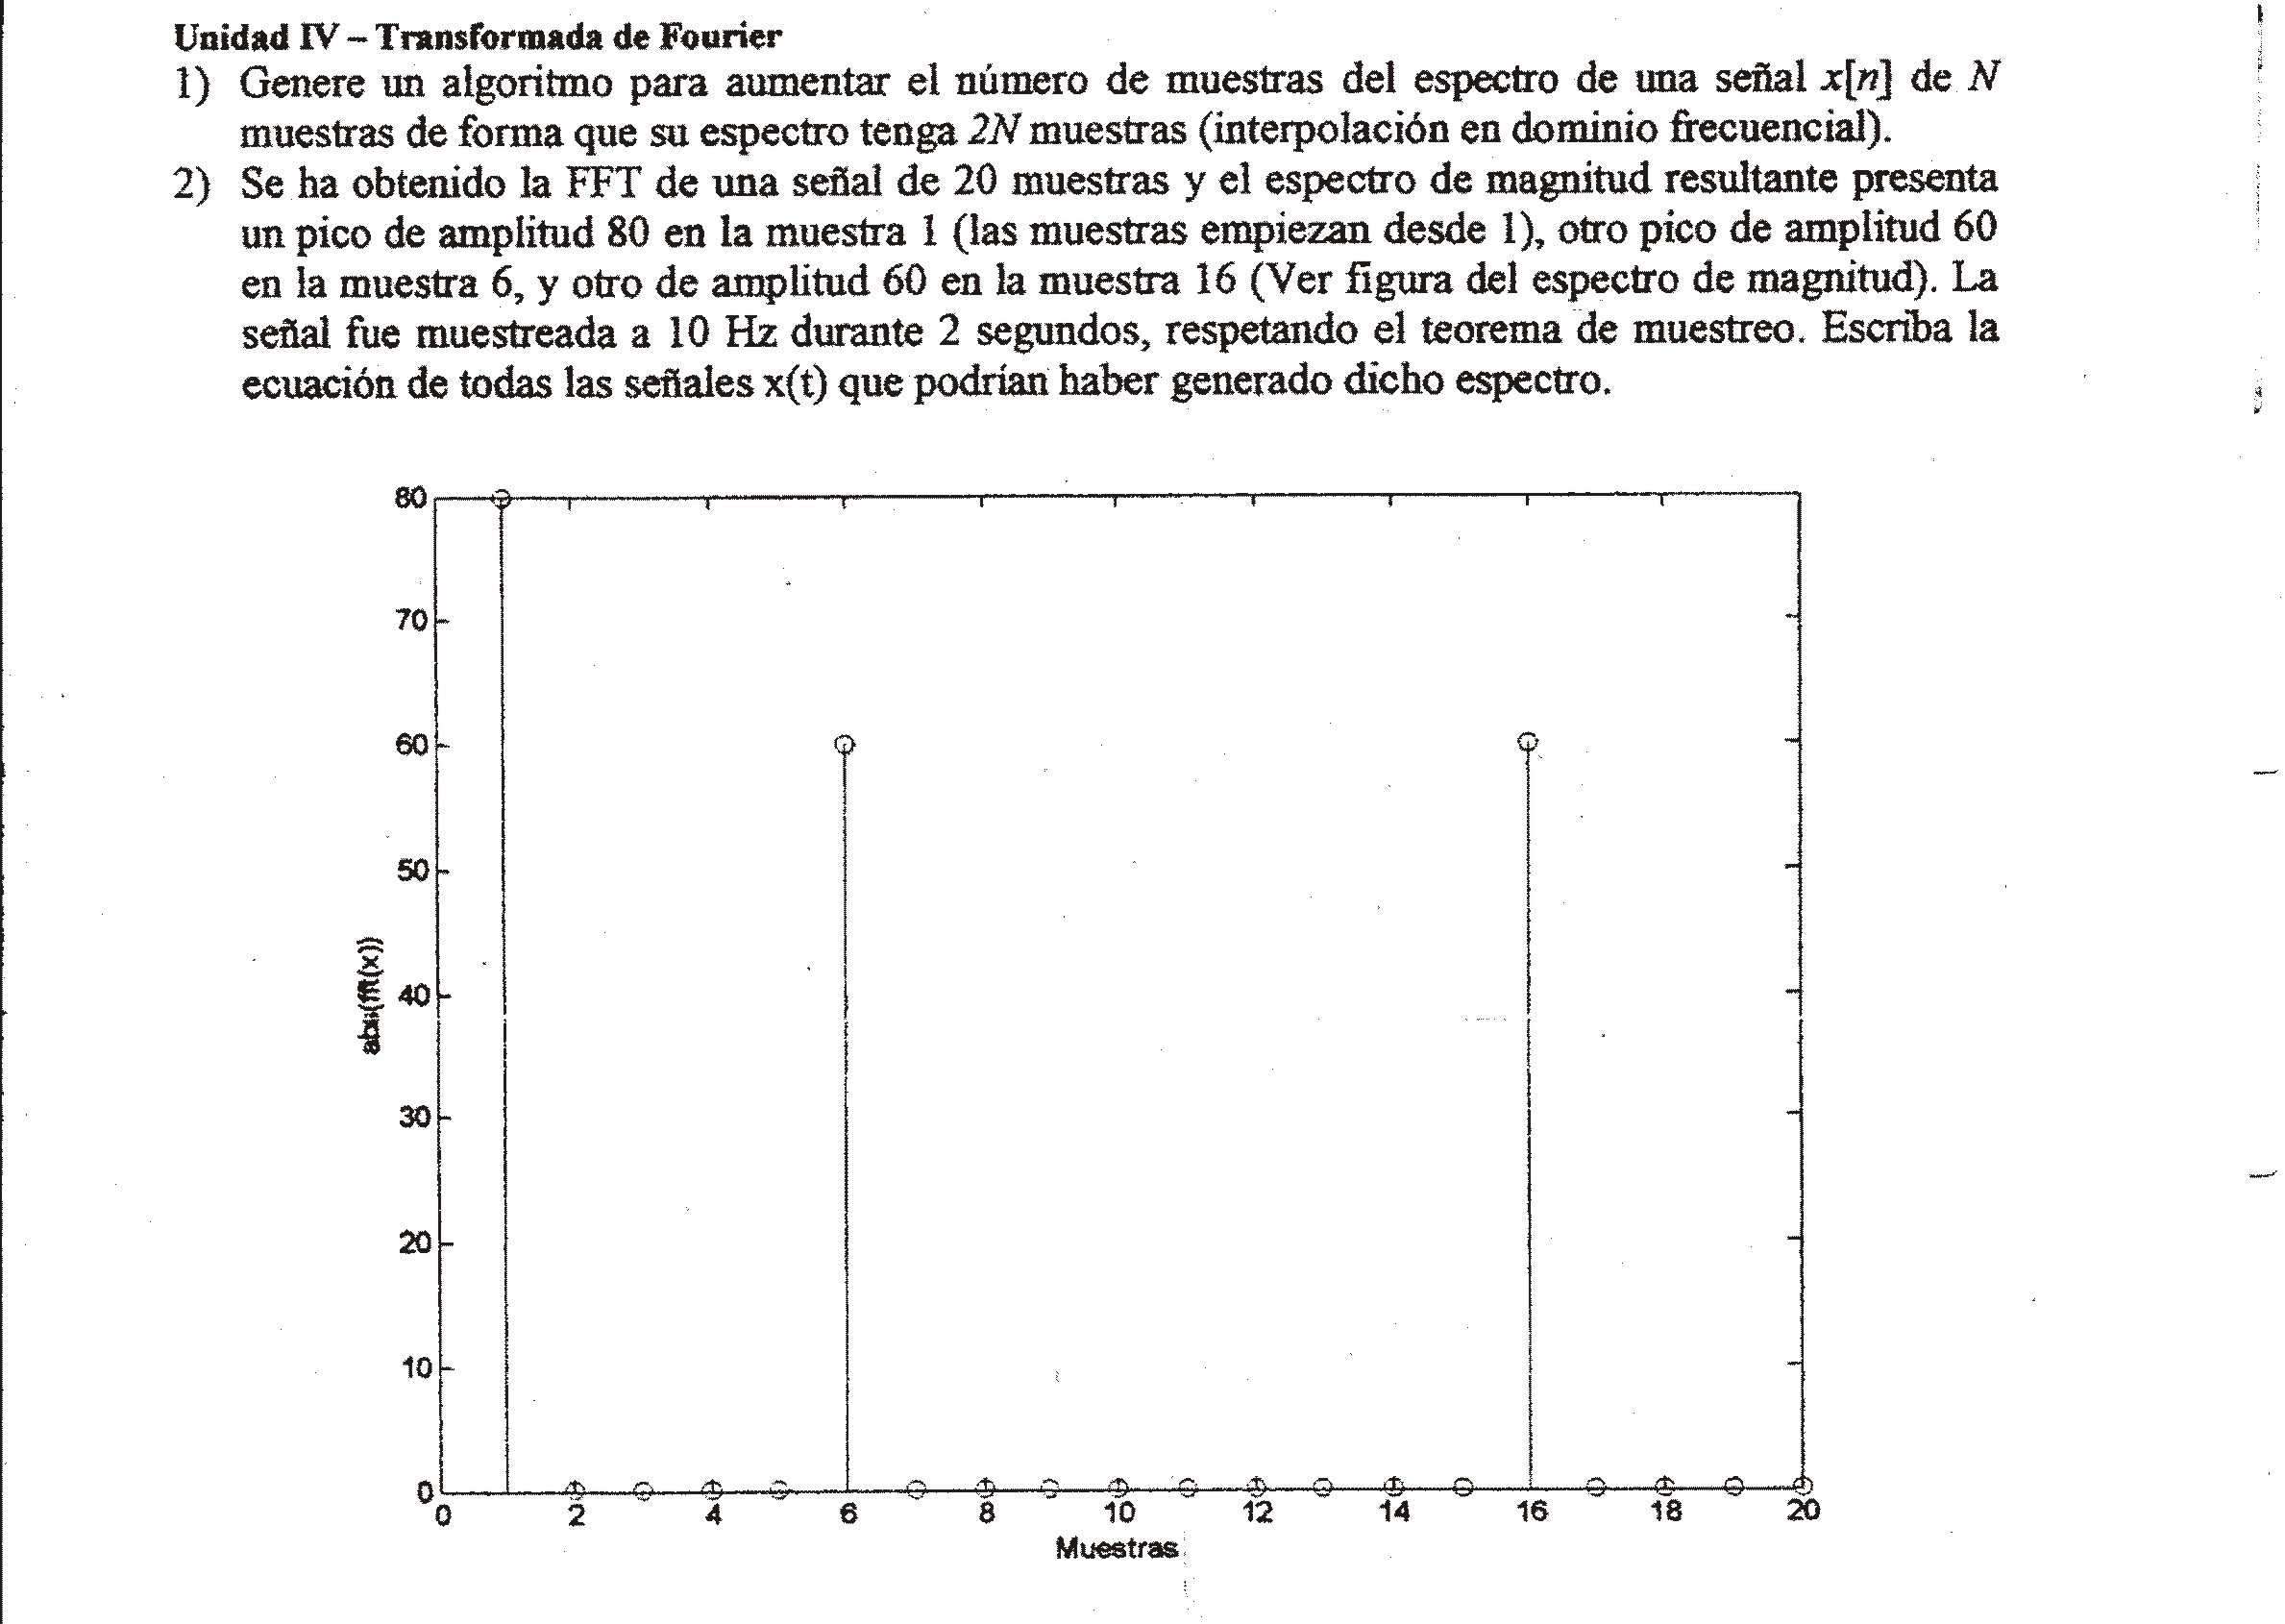 Unidad IV – Transformada de Fourier
1) Genere un algoritmo para aumentar el número de muestras del espectro de una señal x[n] de N
muestras de forma que su espectro tenga 2N muestras (interpolación en dominio frecuencial).
2) Se ha obtenido la FFT de una señal de 20 muestras y el espectro de magnitud resultante presenta
un pico de amplitud 80 en la muestra 1 (las muestras empiezan desde 1), otro pico de amplitud 60
en la muestra 6, y otro de amplitud 60 en la muestra 16 (Ver figura del espectro de magnitud). La
señal fue muestreada a 10 Hz durante 2 segundos, respetando el teorema de muestreo. Escriba la
ecuación de todas las señales x(t) que podrían haber generado dicho espectro.
80
70
60
50
abs(fft(x))
40
30
20
10
0
0 2 4 6 8 10 12 14 16 18 20
Muestras